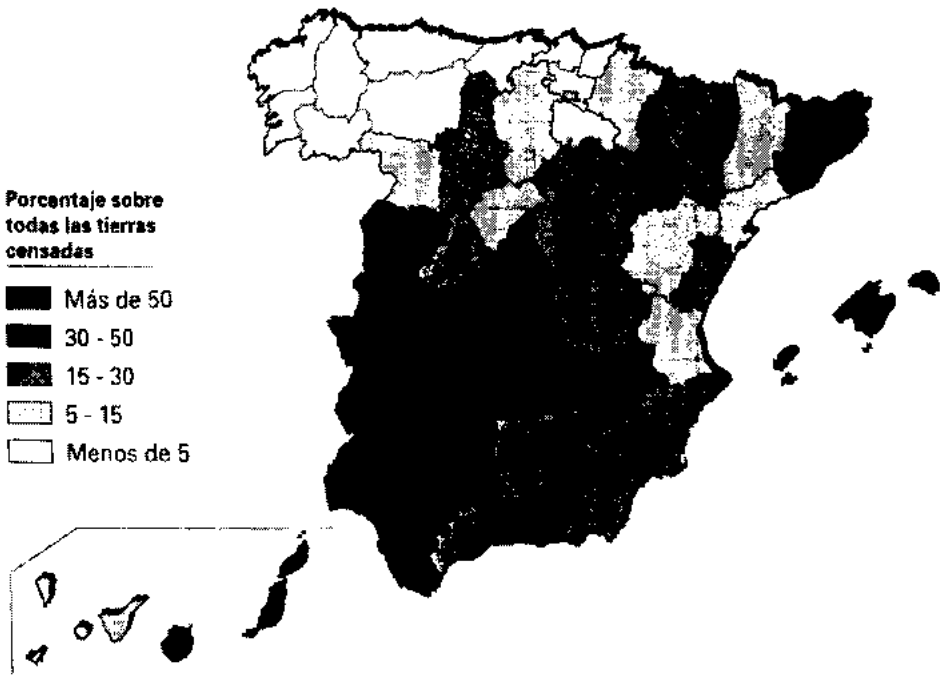 Porcentaje sobre
todas las tierras
censadas
Más de 50
30 - 50
15 - 30
5 - 15
Menos de 5